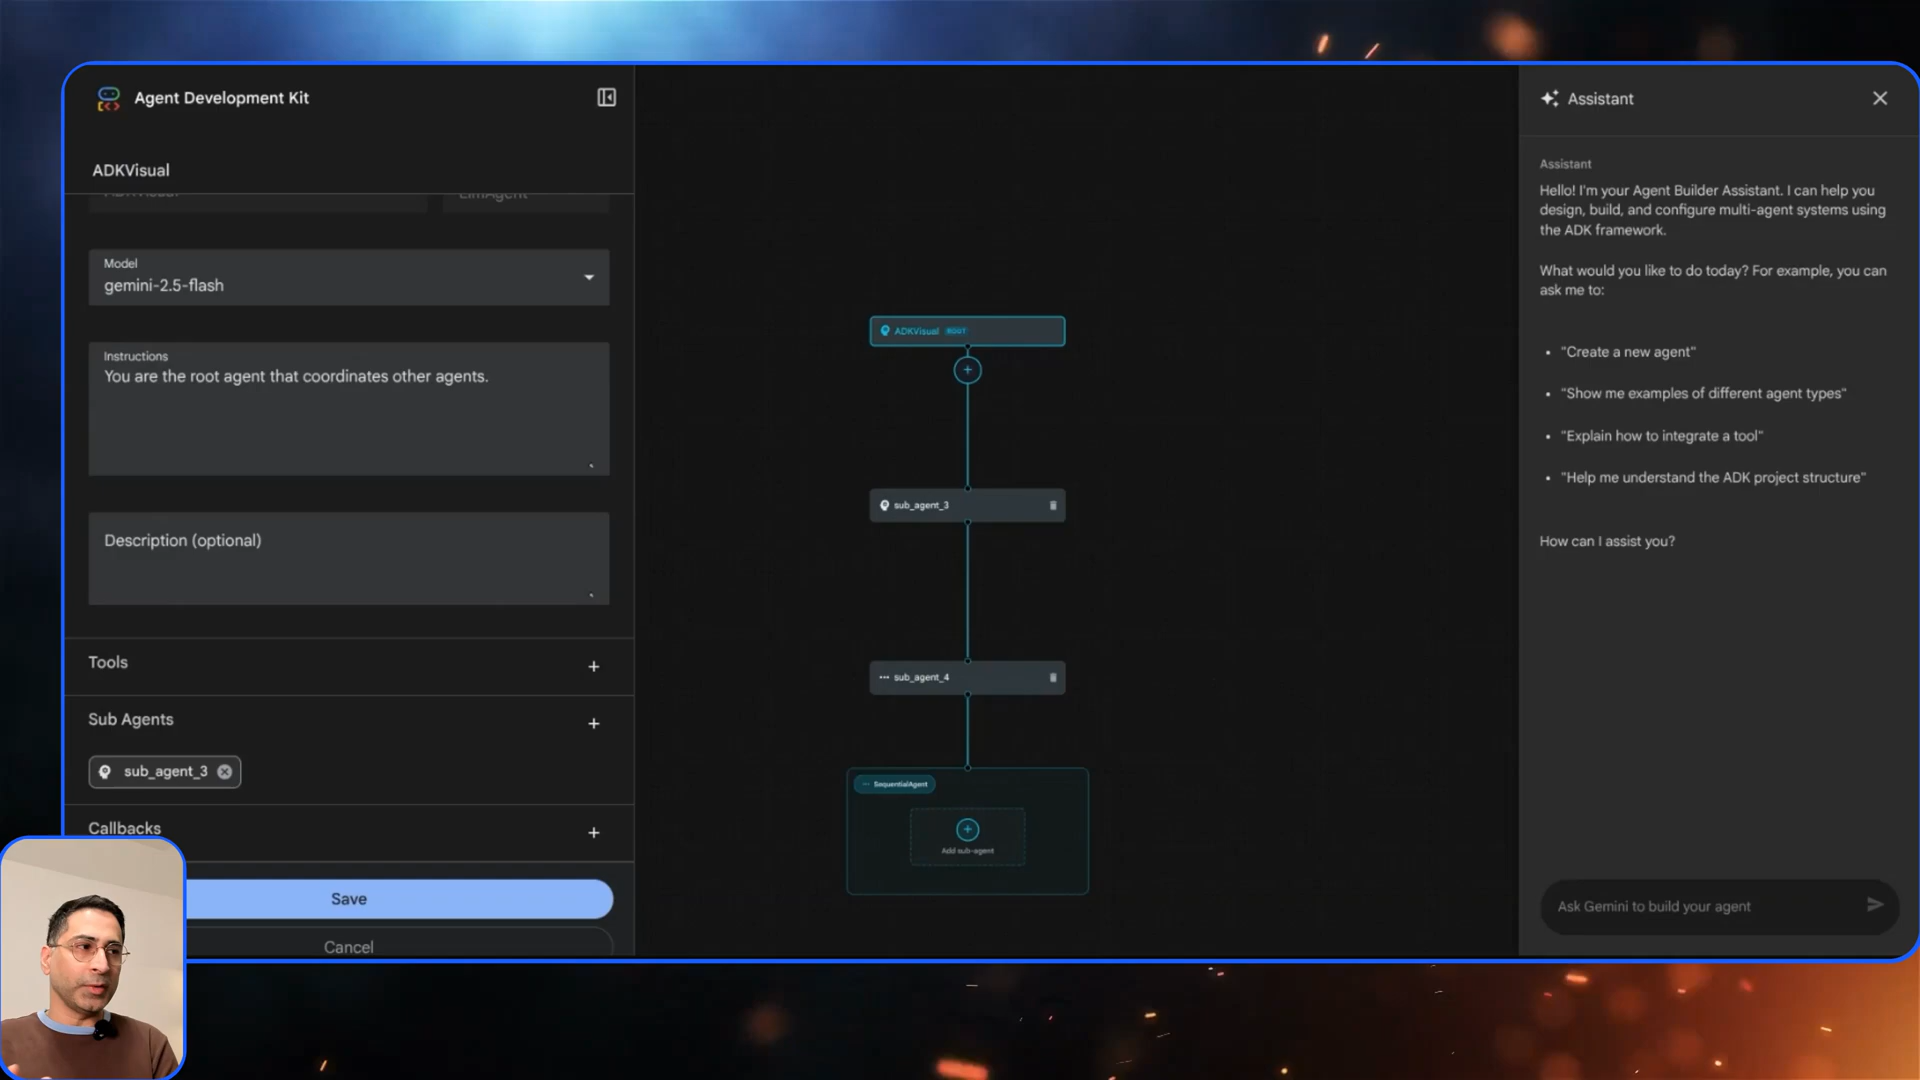 Agent Development Kit
ADKVisual
ADKVisual
LlmAgent
Model
gemini-2.5-flash
Instructions
You are the root agent that coordinates other agents.
Description (optional)
Tools
Sub Agents
sub_agent_3
Callbacks
Save
Cancel
ADKVisual ROOT
sub_agent_3
sub_agent_4
SequentialAgent
Add sub-agent
Assistant
Assistant
Hello! I'm your Agent Builder Assistant. I can help you
design, build, and configure multi-agent systems using
the ADK framework.
What would you like to do today? For example, you can
ask me to:
• "Create a new agent"
• "Show me examples of different agent types"
• "Explain how to integrate a tool"
• "Help me understand the ADK project structure"
How can I assist you?
Ask Gemini to build your agent